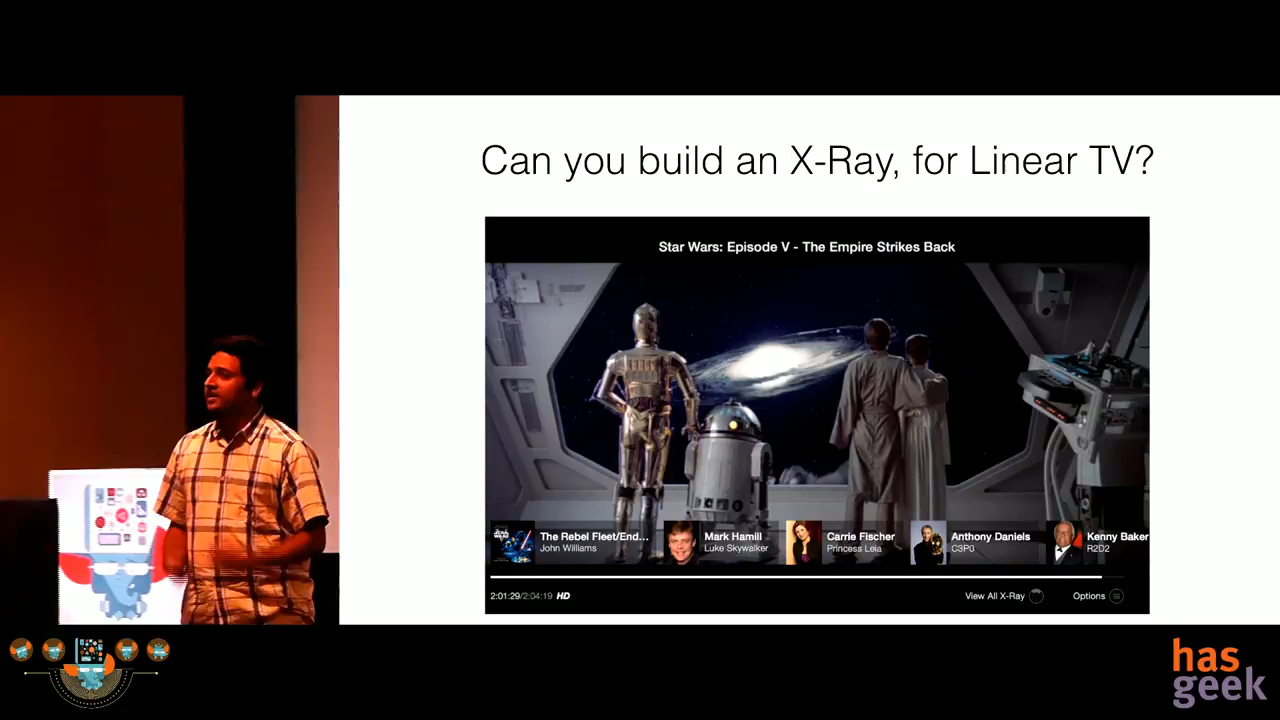 Can you build an X-Ray, for Linear TV?
Star Wars: Episode V - The Empire Strikes Back
The Rebel Fleet/End...
John Williams
Mark Hamill
Luke Skywalker
Carrie Fischer
Princess Leia
Anthony Daniels
C3P0
Kenny Baker
R2D2
2:01:29/2:04:19 HD
View All X-Ray
Options
has
geek